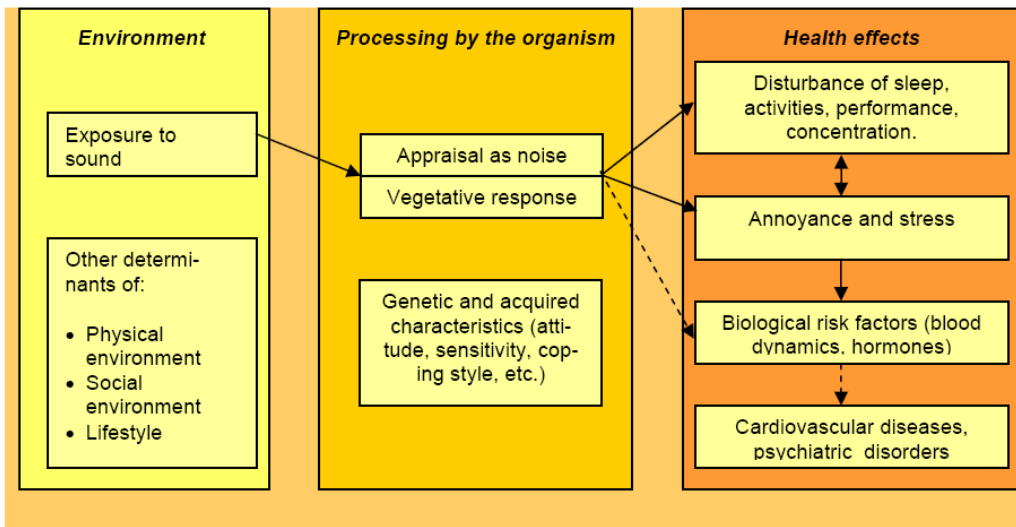 Environment
Exposure to
sound
Other determi-
nants of:
• Physical
environment
• Social
environment
• Lifestyle
Processing by the organism
Appraisal as noise
Vegetative response
Genetic and acquired
characteristics (atti-
tude, sensitivity, cop-
ing style, etc.)
Health effects
Disturbance of sleep,
activities, performance,
concentration.
Annoyance and stress
Biological risk factors (blood
dynamics, hormones)
Cardiovascular diseases,
psychiatric disorders